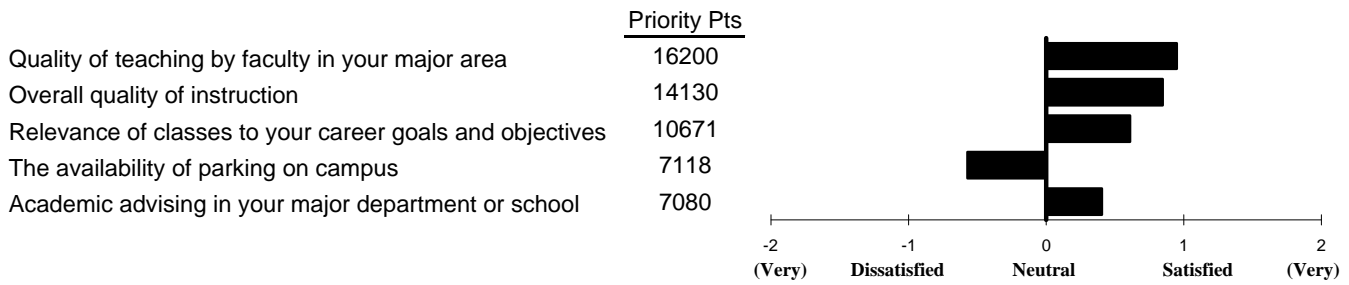 Priority Pts
Quality of teaching by faculty in your major area 16200
Overall quality of instruction 14130
Relevance of classes to your career goals and objectives 10671
The availability of parking on campus 7118
Academic advising in your major department or school 7080
-2 -1 0 1 2
(Very) Dissatisfied Neutral Satisfied (Very)